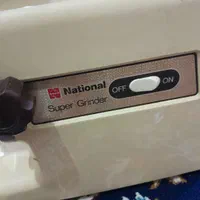 National
Super Grinder
OFF ON